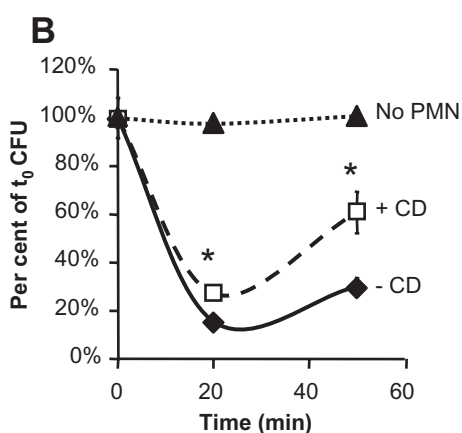 B
120%
100%
80%
60%
40%
20%
0%
Per cent of t0 CFU
No PMN
*
+ CD
*
- CD
0
20
40
60
Time (min)